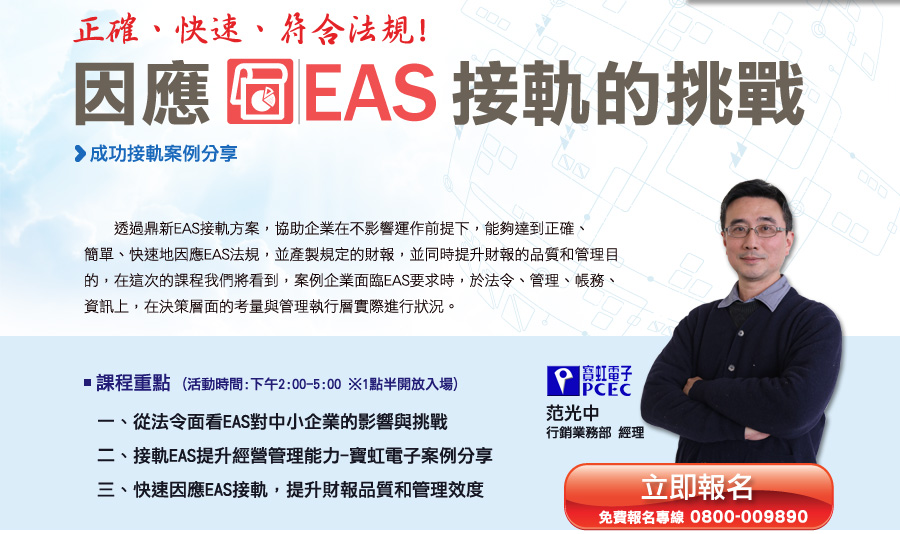 正確、快速、符合法規!
因應 EAS 接軌的挑戰
成功接軌案例分享
透過鼎新EAS接軌方案，協助企業在不影響運作前提下，能夠達到正確、
簡單、快速地因應EAS法規，並產製規定的財報，並同時提升財報的品質和管理目
的，在這次的課程我們將看到，案例企業面臨EAS要求時，於法令、管理、帳務、
資訊上，在決策層面的考量與管理執行層實際進行狀況。
課程重點 (活動時間:下午2:00-5:00 ※1點半開放入場)
一、從法令面看EAS對中小企業的影響與挑戰
二、接軌EAS提升經營管理能力-寶虹電子案例分享
三、快速因應EAS接軌，提升財報品質和管理效度
P 寶虹電子
PCEC
范光中
行銷業務部 經理
立即報名
免費報名專線 0800-009890